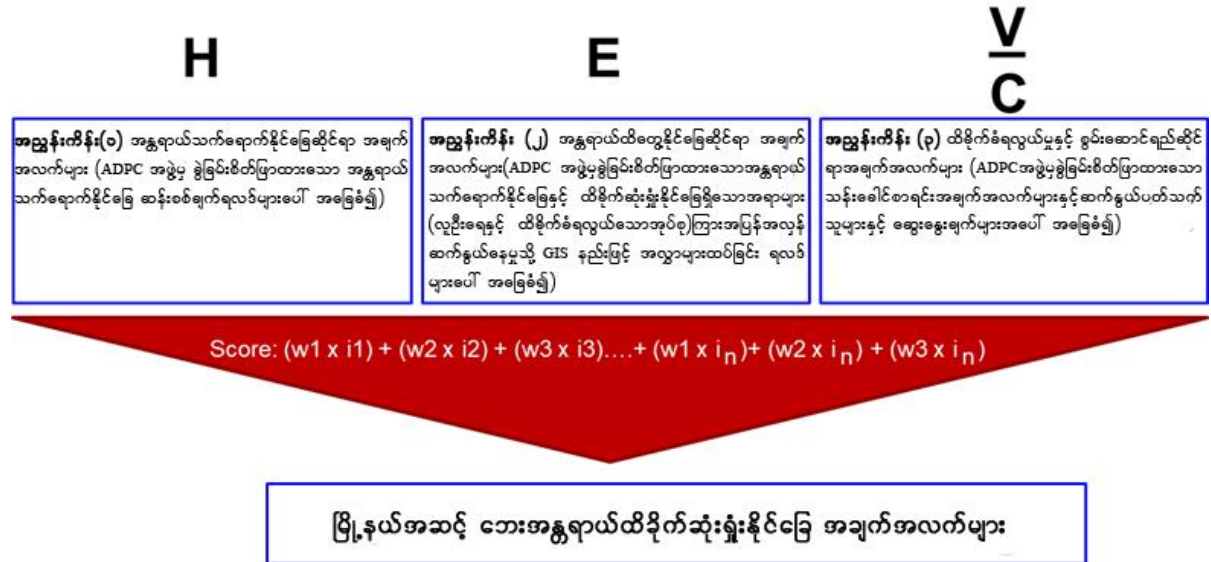 H
E
V
C
အညွှန်းကိန်း(၁) အန္တရာယ်သက်ရောက်နိုင်ခြေဆိုင်ရာ အချက်
အလက်များ (ADPC အဖွဲ့မှ ခွဲခြမ်းစိတ်ဖြာထားသော အန္တရာယ်
သက်ရောက်နိုင်ခြေ ဆန်းစစ်ချက်ရလဒ်များပေါ် အခြေခံ၍)
အညွှန်းကိန်း (၂) အန္တရာယ်ထိတွေ့နိုင်ခြေဆိုင်ရာ အချက်
အလက်များ(ADPC အဖွဲ့မှခွဲခြမ်းစိတ်ဖြာထားသောအန္တရာယ်
သက်ရောက်နိုင်ခြေနှင့် ထိခိုက်ဆုံးရှုံးနိုင်ခြေရှိသောအရာများ
(လူဦးရေနှင့် ထိခိုက်ခံရလွယ်သောအုပ်စု)ကြားအပြန်အလှန်
ဆက်နွယ်နေမှုသို့ GIS နည်းဖြင့် အလွှာများထပ်ခြင်း ရလဒ်
များပေါ် အခြေခံ၍)
အညွှန်းကိန်း (၃) ထိခိုက်ခံရလွယ်မှုနှင့် စွမ်းဆောင်ရည်ဆိုင်
ရာအချက်အလက်များ (ADPCအဖွဲ့မှခွဲခြမ်းစိတ်ဖြာထားသော
သန်းခေါင်စာရင်းအချက်အလက်များနှင့်ဆက်နွယ်ပတ်သက်
သူများနှင့် ဆွေးနွေးချက်များအပေါ် အခြေခံ၍)
Score: (w1 x i1) + (w2 x i2) + (w3 x i3)....+ (w1 x in)+ (w2 x in) + (w3 x in)
မြို့နယ်အဆင့် ဘေးအန္တရာယ်ထိခိုက်ဆုံးရှုံးနိုင်ခြေ အချက်အလက်များ